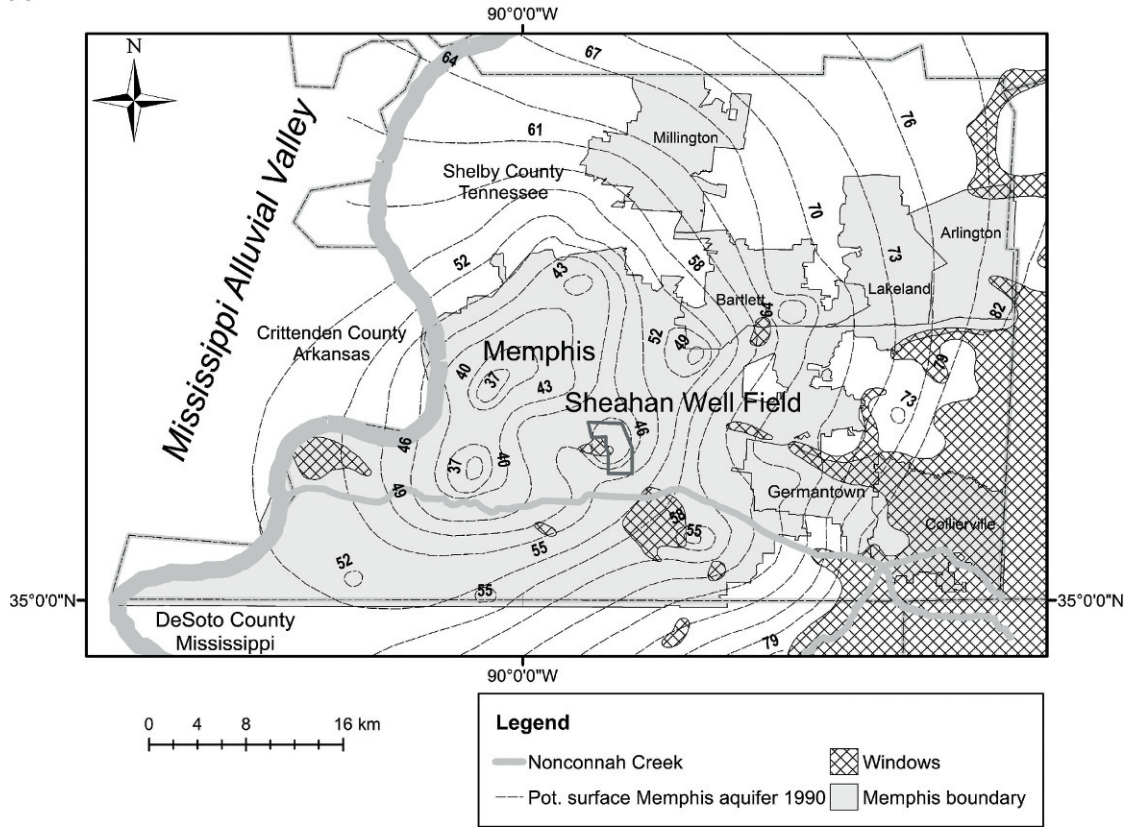 90°0'0"W
N
64
67
76
61
Millington
Mississippi Alluvial Valley
Shelby County
Tennessee
70
Arlington
52
43
58
73
Lakeland
Bartlett
64
82
Crittenden County
Arkansas
Memphis
52
49
79
40
37
43
73
Sheahan Well Field
46
46
37
40
49
Germantown
58
55
Collierville
55
52
55
35°0'0"N
35°0'0"N
DeSoto County
Mississippi
79
90°0'0"W
0 4 8 16 km
Legend
Nonconnah Creek
Windows
Pot. surface Memphis aquifer 1990
Memphis boundary